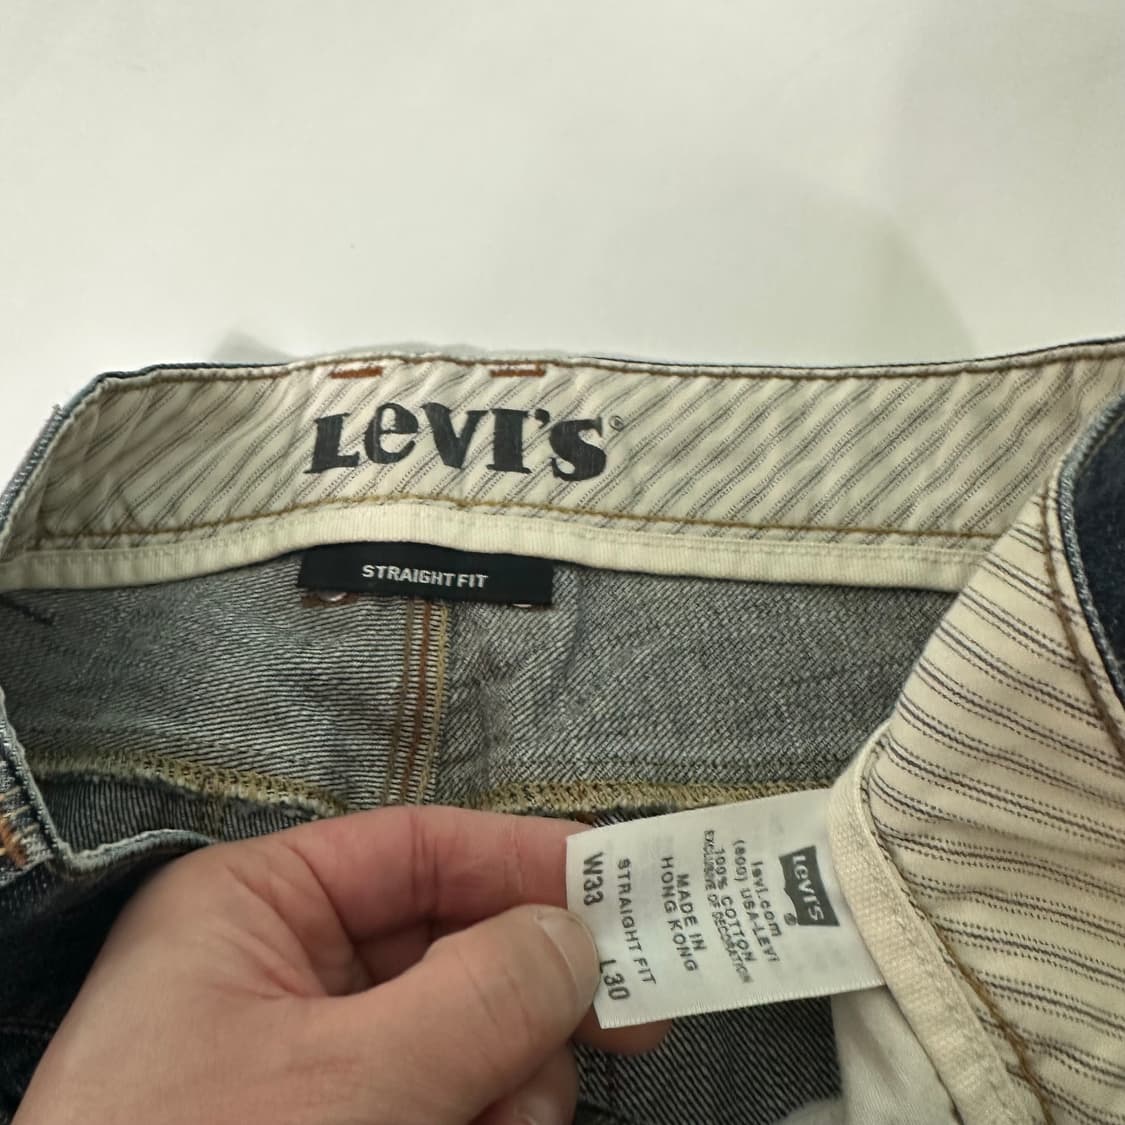 Levi's®
STRAIGHT FIT
Levi's®
levi.com
(800) USA-LEVI
100% COTTON
EXCLUSIVE OF DECORATION
MADE IN
HONG KONG
STRAIGHT FIT
W33 L30